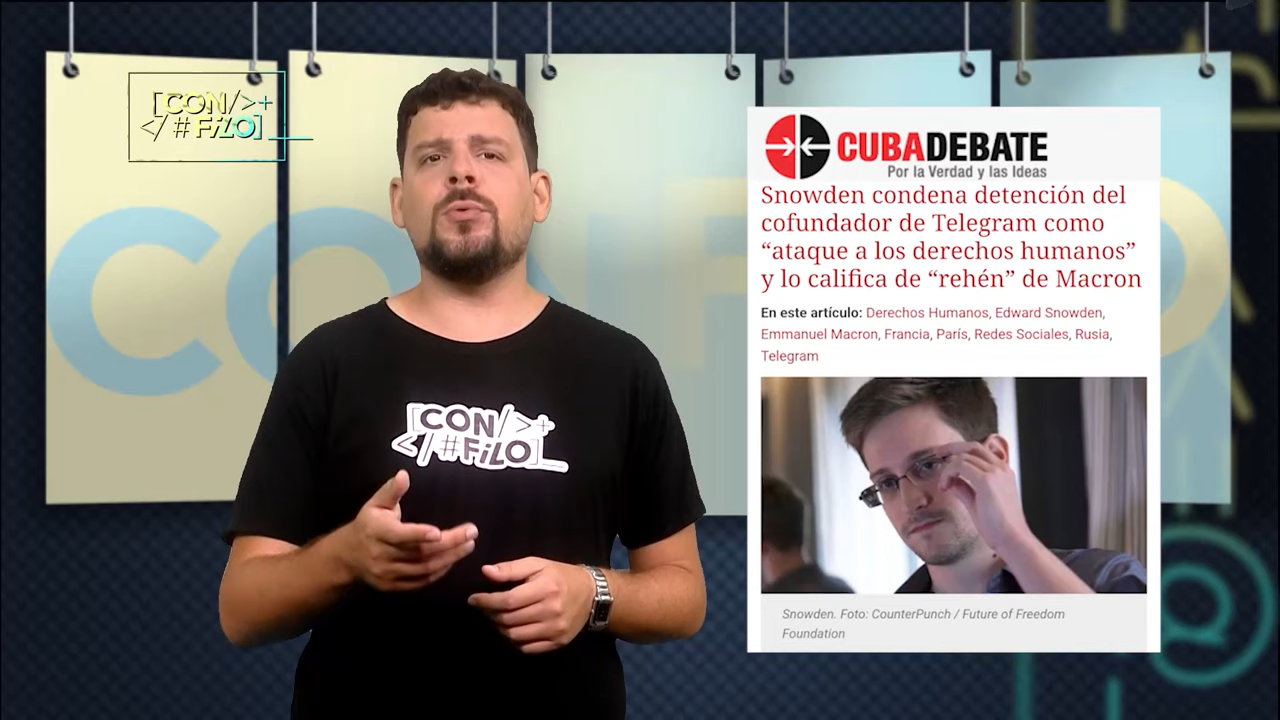 [CON/>+
</#FiLO]_
CON FILO
[CON/>+
</#FiLO]_
CUBADEBATE
Por la Verdad y las Ideas
Snowden condena detención del
cofundador de Telegram como
“ataque a los derechos humanos”
y lo califica de “rehén” de Macron
En este artículo: Derechos Humanos, Edward Snowden,
Emmanuel Macron, Francia, París, Redes Sociales, Rusia,
Telegram
Snowden. Foto: CounterPunch / Future of Freedom
Foundation